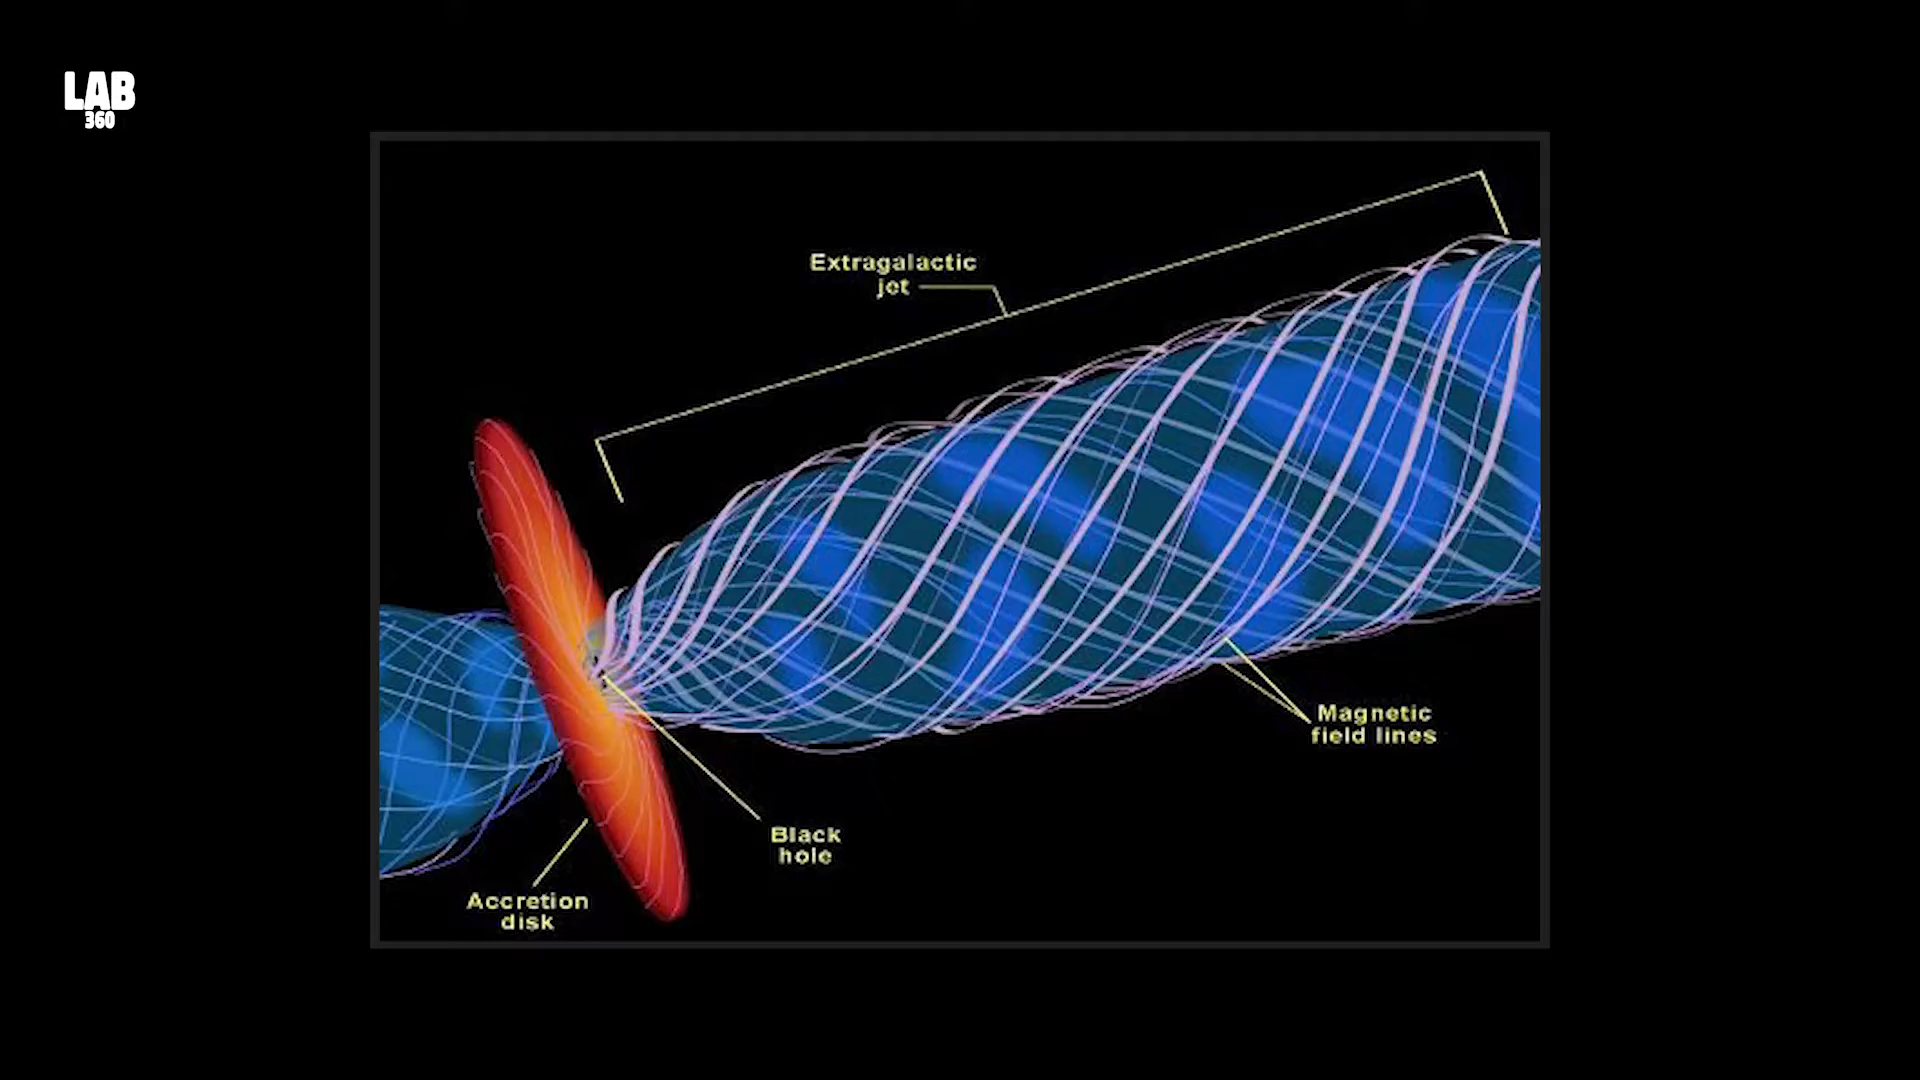 LAB
360
Extragalactic
jet
Magnetic
field lines
Black
hole
Accretion
disk